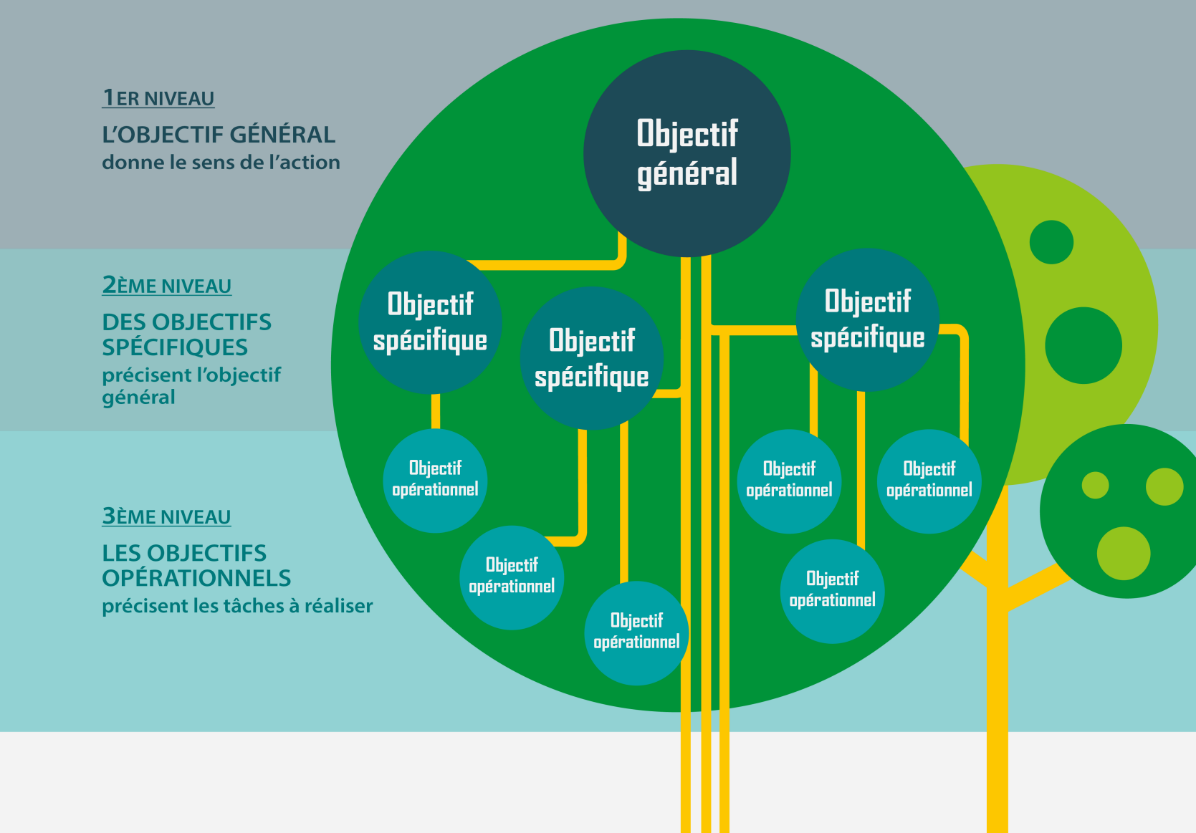 1ER NIVEAU
L’OBJECTIF GÉNÉRAL
donne le sens de l’action
2ÈME NIVEAU
DES OBJECTIFS
SPÉCIFIQUES
précisent l’objectif
général
3ÈME NIVEAU
LES OBJECTIFS
OPÉRATIONNELS
précisent les tâches à réaliser
Objectif
général
Objectif
spécifique
Objectif
spécifique
Objectif
spécifique
Objectif
opérationnel
Objectif
opérationnel
Objectif
opérationnel
Objectif
opérationnel
Objectif
opérationnel
Objectif
opérationnel